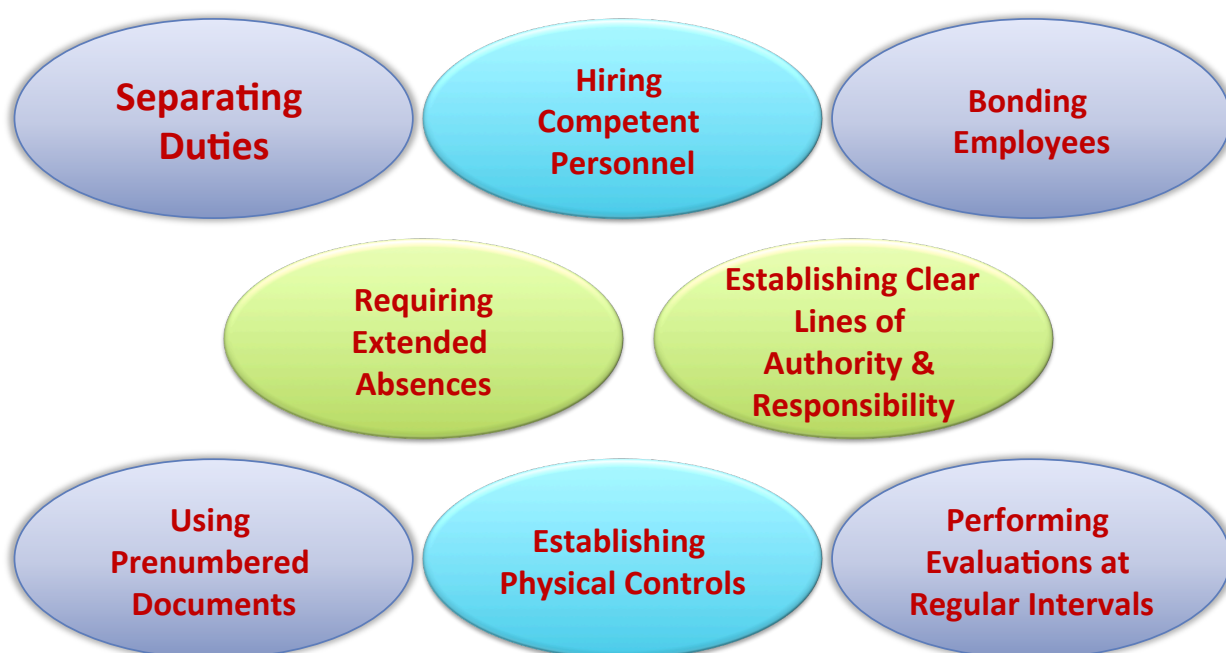 Separating
Duties
Hiring
Competent
Personnel
Bonding
Employees
Requiring
Extended
Absences
Establishing Clear
Lines of
Authority &
Responsibility
Using
Prenumbered
Documents
Establishing
Physical Controls
Performing
Evaluations at
Regular Intervals